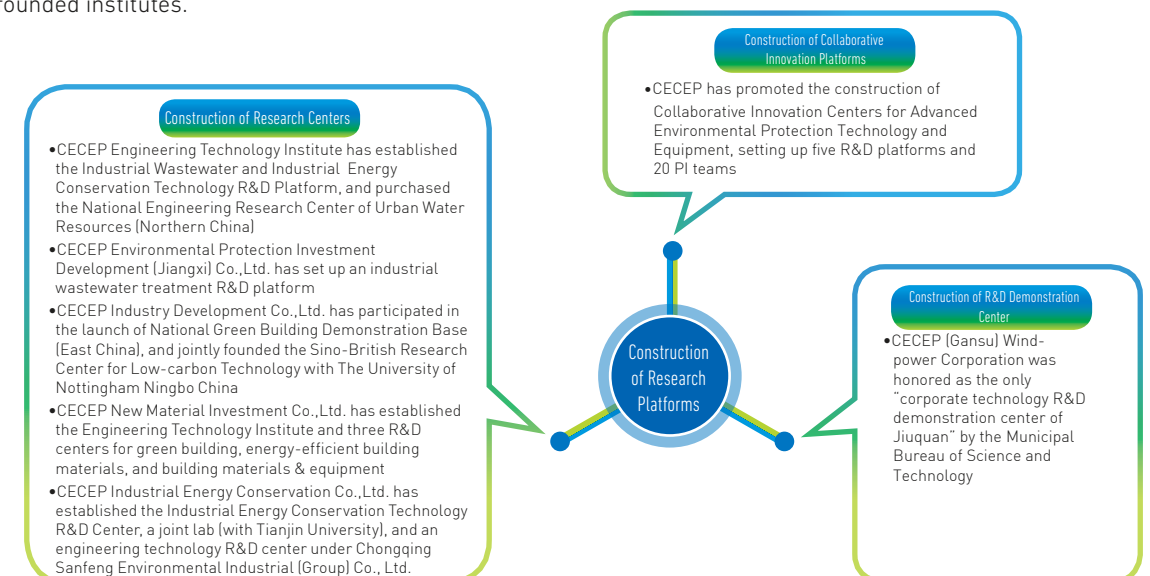 rounded institutes.
Construction of Collaborative
Innovation Platforms
•CECEP has promoted the construction of
Collaborative Innovation Centers for Advanced
Environmental Protection Technology and
Equipment, setting up five R&D platforms and
20 PI teams
Construction of Research Centers
•CECEP Engineering Technology Institute has established
the Industrial Wastewater and Industrial Energy
Conservation Technology R&D Platform, and purchased
the National Engineering Research Center of Urban Water
Resources (Northern China)
•CECEP Environmental Protection Investment
Development (Jiangxi) Co.,Ltd. has set up an industrial
wastewater treatment R&D platform
•CECEP Industry Development Co.,Ltd. has participated in
the launch of National Green Building Demonstration Base
(East China), and jointly founded the Sino-British Research
Center for Low-carbon Technology with The University of
Nottingham Ningbo China
•CECEP New Material Investment Co.,Ltd. has established
the Engineering Technology Institute and three R&D
centers for green building, energy-efficient building
materials, and building materials & equipment
•CECEP Industrial Energy Conservation Co.,Ltd. has
established the Industrial Energy Conservation Technology
R&D Center, a joint lab (with Tianjin University), and an
engineering technology R&D center under Chongqing
Sanfeng Environmental Industrial (Group) Co., Ltd.
Construction
of Research
Platforms
Construction of R&D Demonstration
Center
•CECEP (Gansu) Wind-
power Corporation was
honored as the only
"corporate technology R&D
demonstration center of
Jiuquan" by the Municipal
Bureau of Science and
Technology